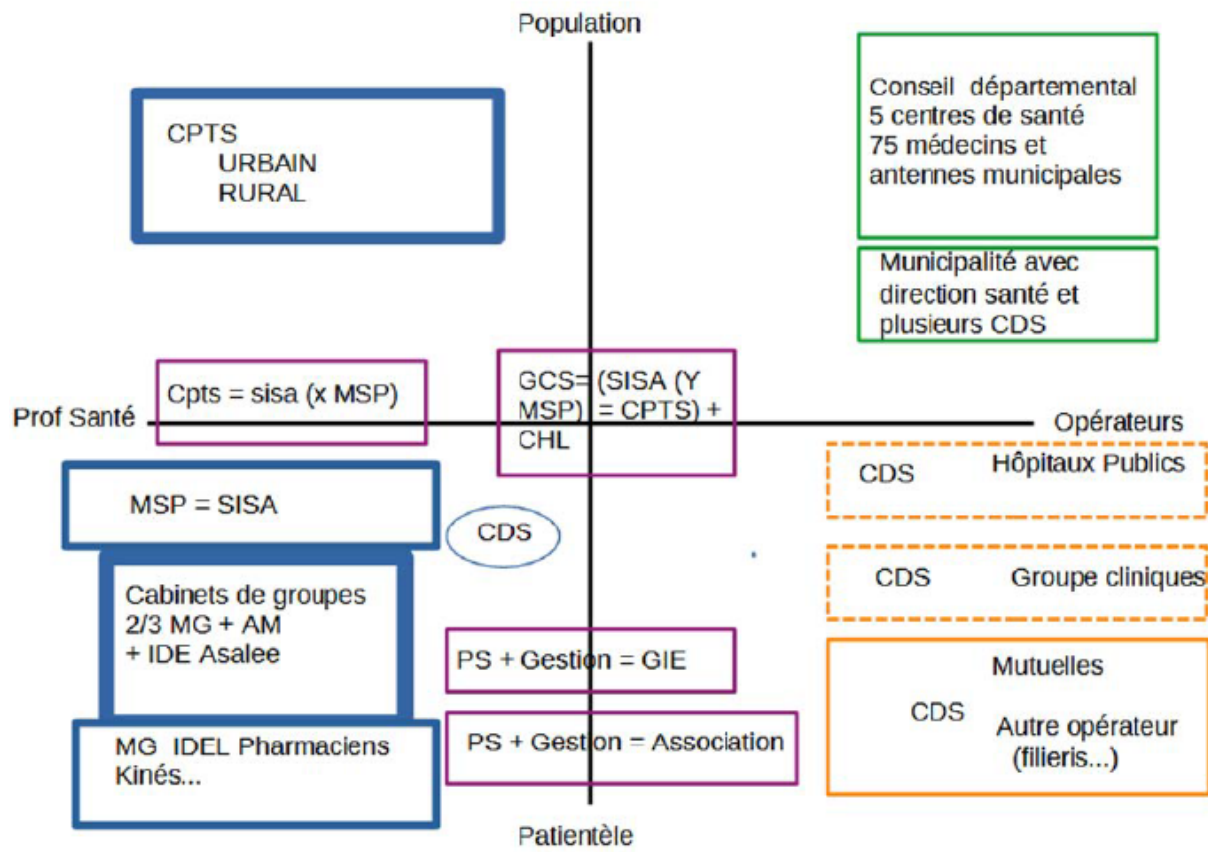 Population
CPTS
URBAIN
RURAL
Conseil départemental
5 centres de santé
75 médecins et
antennes municipales
Municipalité avec
direction santé et
plusieurs CDS
Cpts = sisa (x MSP)
GCS= (SISA (Y
MSP) = CPTS) +
CHL
Prof Santé
Opérateurs
MSP = SISA
CDS
CDS Hôpitaux Publics
Cabinets de groupes
2/3 MG + AM
+ IDE Asalee
CDS Groupe cliniques
PS + Gestion = GIE
Mutuelles
CDS
Autre opérateur
(filieris...)
MG IDEL Pharmaciens
Kinés...
PS + Gestion = Association
Patientèle